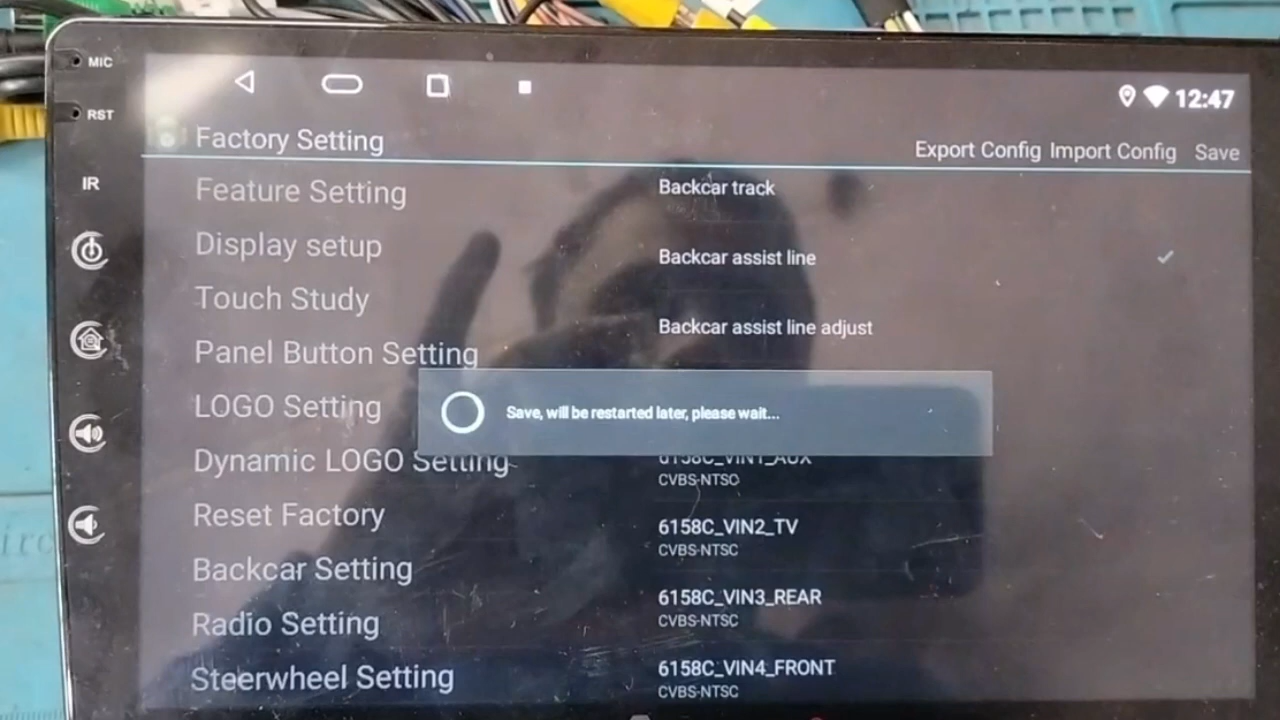 MIC
12:47
RST
Factory Setting
Export Config Import Config Save
IR
Feature Setting
Display setup
Touch Study
Panel Button Setting
LOGO Setting
Dynamic LOGO Setting
Reset Factory
Backcar Setting
Radio Setting
Steerwheel Setting
Backcar track
Backcar assist line
Backcar assist line adjust
Save, will be restarted later, please wait...
6158C_VIN1_AUX
CVBS-NTSC
6158C_VIN2_TV
CVBS-NTSC
6158C_VIN3_REAR
CVBS-NTSC
6158C_VIN4_FRONT
CVBS-NTSC